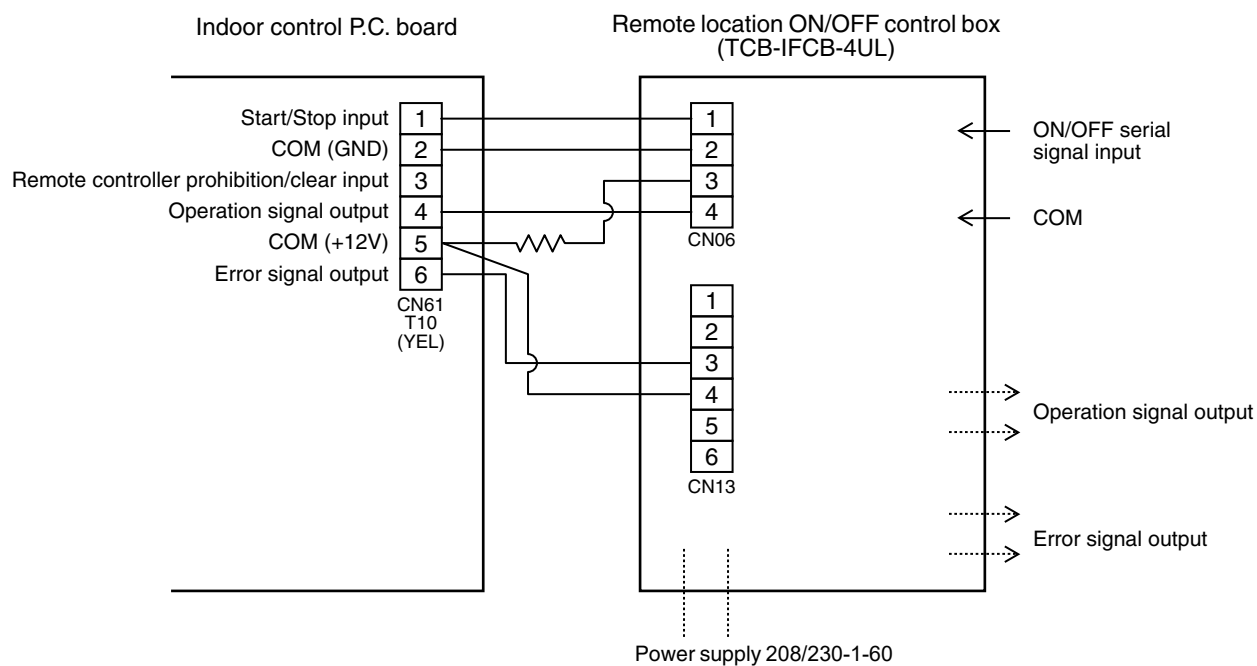 Indoor control P.C. board
Remote location ON/OFF control box
(TCB-IFCB-4UL)
Start/Stop input 1
COM (GND) 2
Remote controller prohibition/clear input 3
Operation signal output 4
COM (+12V) 5
Error signal output 6
CN61
T10
(YEL)
1
2
3
4
CN06
1
2
3
4
5
6
CN13
ON/OFF serial
signal input
COM
Operation signal output
Error signal output
Power supply 208/230-1-60